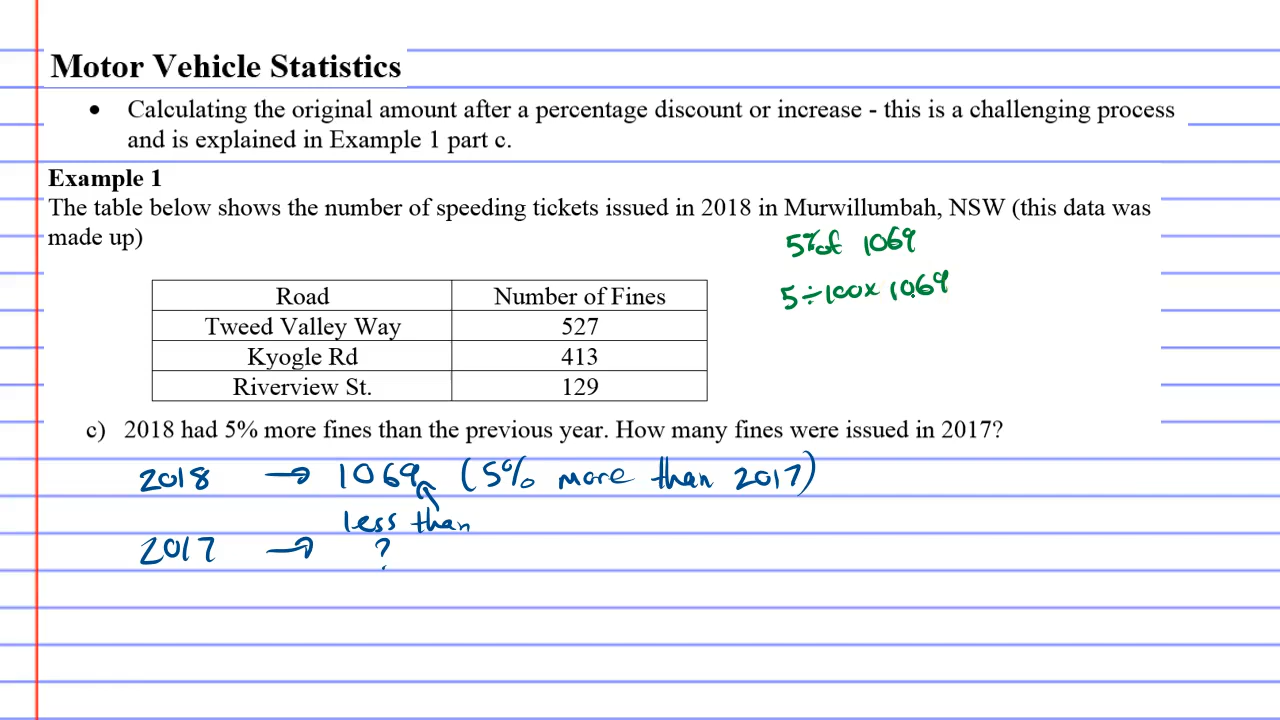 Motor Vehicle Statistics
• Calculating the original amount after a percentage discount or increase - this is a challenging process
and is explained in Example 1 part c.
Example 1
The table below shows the number of speeding tickets issued in 2018 in Murwillumbah, NSW (this data was
made up)
5% of 1069
5 ÷ 100 × 1069
Road Number of Fines
Tweed Valley Way 527
Kyogle Rd 413
Riverview St. 129
c) 2018 had 5% more fines than the previous year. How many fines were issued in 2017?
2018 → 1069 (5% more than 2017)
less than
2017 → ?